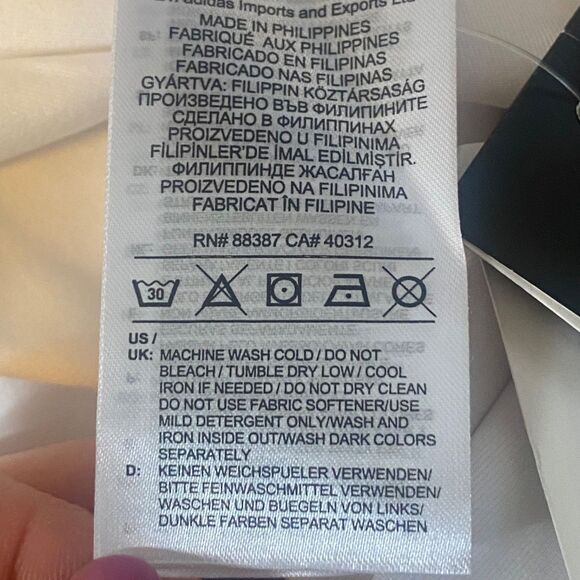 adidas Imports and Exports Ltd
MADE IN PHILIPPINES
FABRIQUÉ AUX PHILIPPINES
FABRICADO EN FILIPINAS
FABRICADO NAS FILIPINAS
GYÁRTVA: FILIPPIN KÖZTÁRSASÁG
ПРОИЗВЕДЕНО ВЪВ ФИЛИПИНИТЕ
СДЕЛАНО В ФИЛИППИНАХ
PROIZVEDENO U FILIPINIMA
FİLİPİNLER'DE İMAL EDİLMİŞTİR.
ФИЛИППИНДЕ ЖАСАЛҒАН
PROIZVEDENO NA FILIPINIMA
FABRICAT ÎN FILIPINE
RN# 88387 CA# 40312
30
US /
UK: MACHINE WASH COLD / DO NOT
BLEACH / TUMBLE DRY LOW / COOL
IRON IF NEEDED / DO NOT DRY CLEAN
DO NOT USE FABRIC SOFTENER/USE
MILD DETERGENT ONLY/WASH AND
IRON INSIDE OUT/WASH DARK COLORS
SEPARATELY
D: KEINEN WEICHSPUELER VERWENDEN/
BITTE FEINWASCHMITTEL VERWENDEN/
WASCHEN UND BUEGELN VON LINKS/
DUNKLE FARBEN SEPARAT WASCHEN